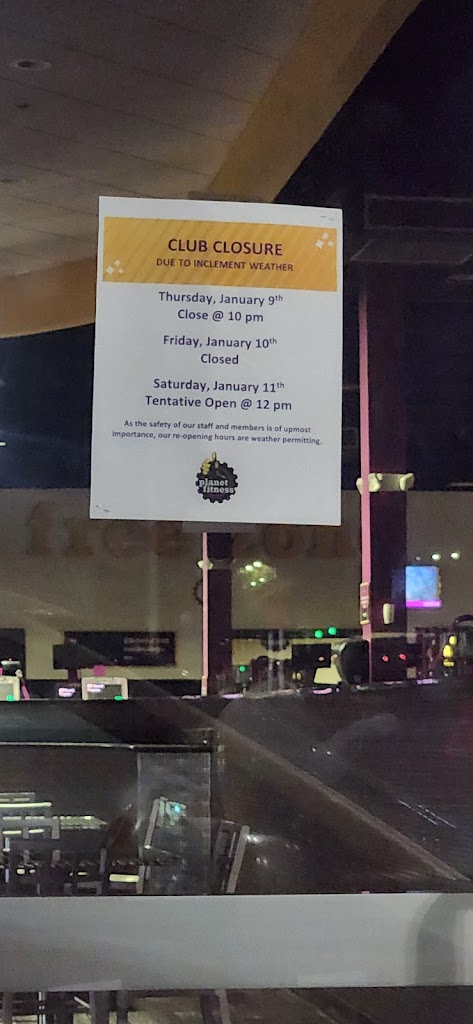 CLUB CLOSURE
DUE TO INCLEMENT WEATHER
Thursday, January 9th
Close @ 10 pm
Friday, January 10th
Closed
Saturday, January 11th
Tentative Open @ 12 pm
As the safety of our staff and members is of upmost
importance, our re-opening hours are weather permitting.
planet
fitness